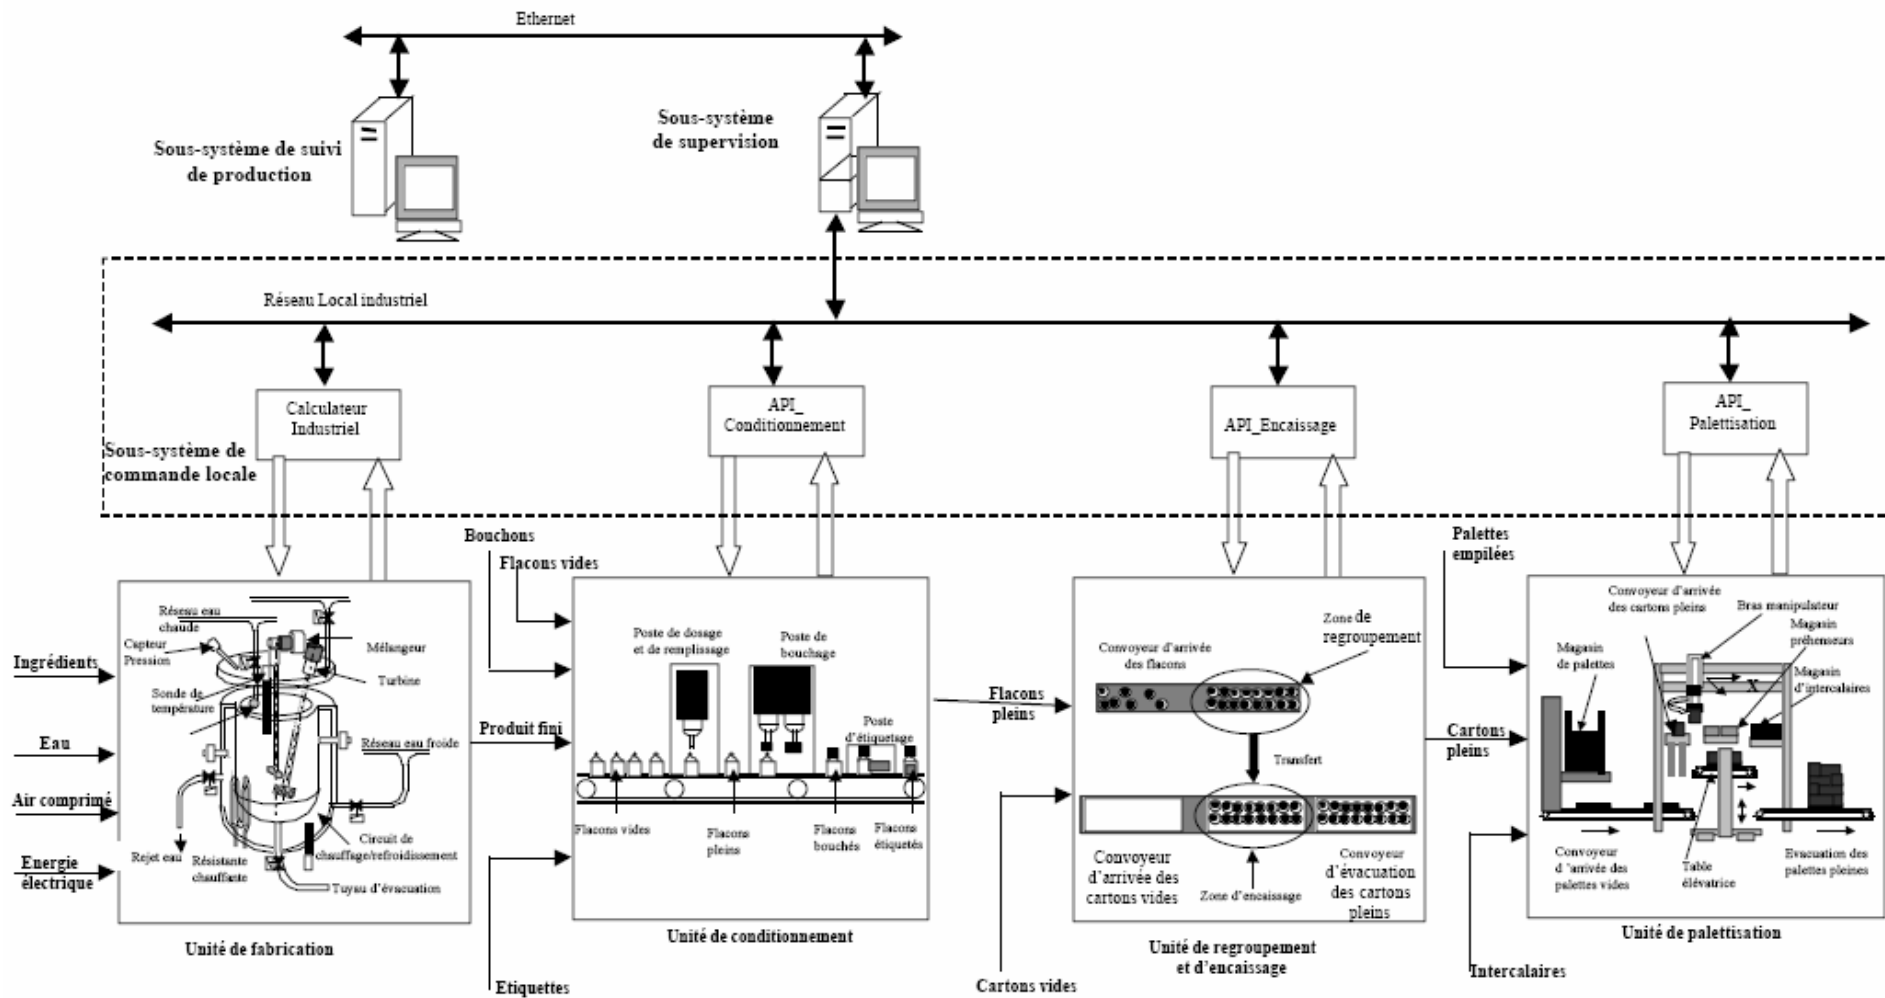 Ethernet
Sous-système de suivi
de production
Sous-système
de supervision
Réseau Local industriel
Calculateur
Industriel
API_
Conditionnement
API_Encaissage
API_
Palettisation
Sous-système de
commande locale
Ingrédients
Eau
Air comprimé
Energie
électrique
Réseau eau
chaude
Capteur
Pression
Mélangeur
Turbine
Sonde de
température
Réseau eau froide
Rejet eau
Résistante
chauffante
Circuit de
chauffage/refroidissement
Tuyau d'évacuation
Unité de fabrication
Bouchons
Flacons vides
Produit fini
Etiquettes
Poste de dosage
et de remplissage
Poste de
bouchage
Poste
d'étiquetage
Flacons vides
Flacons
pleins
Flacons
bouchés
Flacons
étiquetés
Unité de conditionnement
Flacons
pleins
Cartons vides
Convoyeur d'arrivée
des flacons
Zone de
regroupement
Transfert
Convoyeur
d'arrivée des
cartons vides
Zone d'encaissage
Convoyeur
d'évacuation
des cartons
pleins
Unité de regroupement
et d'encaissage
Palettes
empilées
Cartons
pleins
Intercalaires
Convoyeur d'arrivée
des cartons pleins
Bras manipulateur
Magasin
préhenseurs
Magasin
de palettes
Magasin
d'intercalaires
X
Convoyeur
d'arrivée des
palettes vides
Table
élévatrice
Evacuation des
palettes pleines
Unité de palettisation